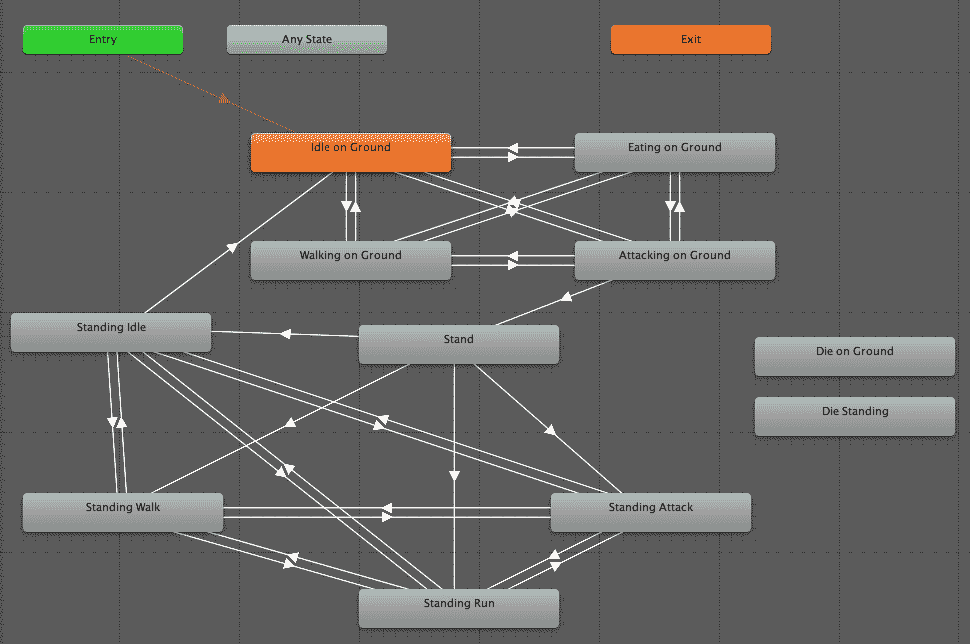 Entry
Any State
Exit
Idle on Ground
Eating on Ground
Walking on Ground
Attacking on Ground
Standing Idle
Stand
Die on Ground
Die Standing
Standing Walk
Standing Attack
Standing Run